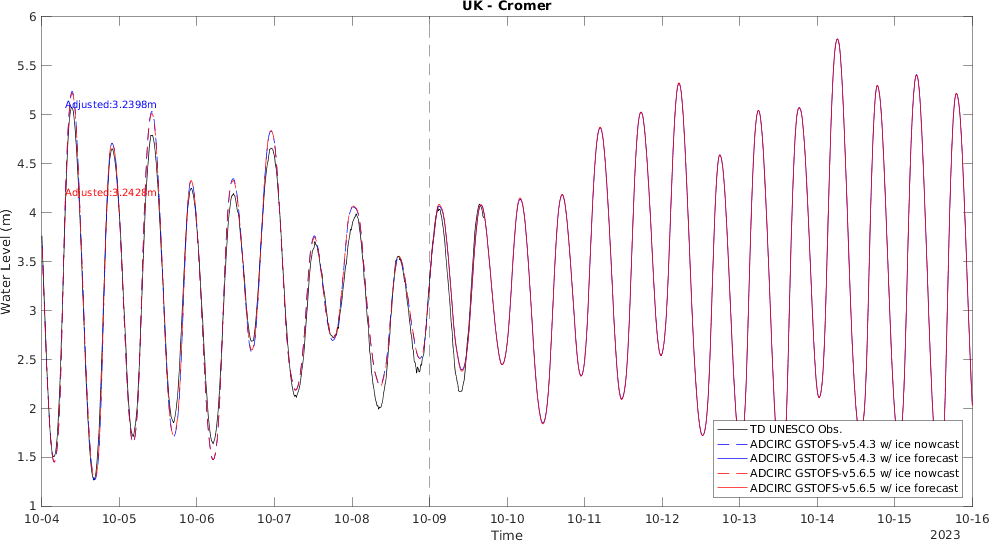 UK - Cromer
6
5.5
5
4.5
4
3.5
3
2.5
2
1.5
1
Water Level (m)
Adjusted:3.2398m
Adjusted:3.2428m
TD UNESCO Obs.
ADCIRC GSTOFS-v5.4.3 w/ ice nowcast
ADCIRC GSTOFS-v5.4.3 w/ ice forecast
ADCIRC GSTOFS-v5.6.5 w/ ice nowcast
ADCIRC GSTOFS-v5.6.5 w/ ice forecast
10-04 10-05 10-06 10-07 10-08 10-09 10-10 10-11 10-12 10-13 10-14 10-15 10-16
Time
2023